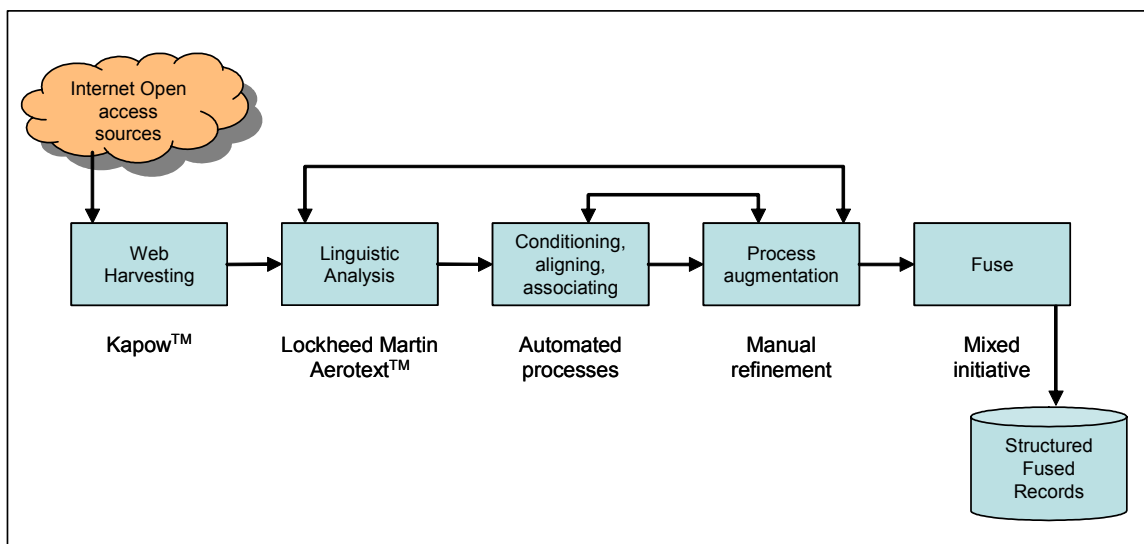 Internet Open
access
sources
Web
Harvesting
Linguistic
Analysis
Conditioning,
aligning,
associating
Process
augmentation
Fuse
Kapow™
Lockheed Martin
Aerotext™
Automated
processes
Manual
refinement
Mixed
initiative
Structured
Fused
Records